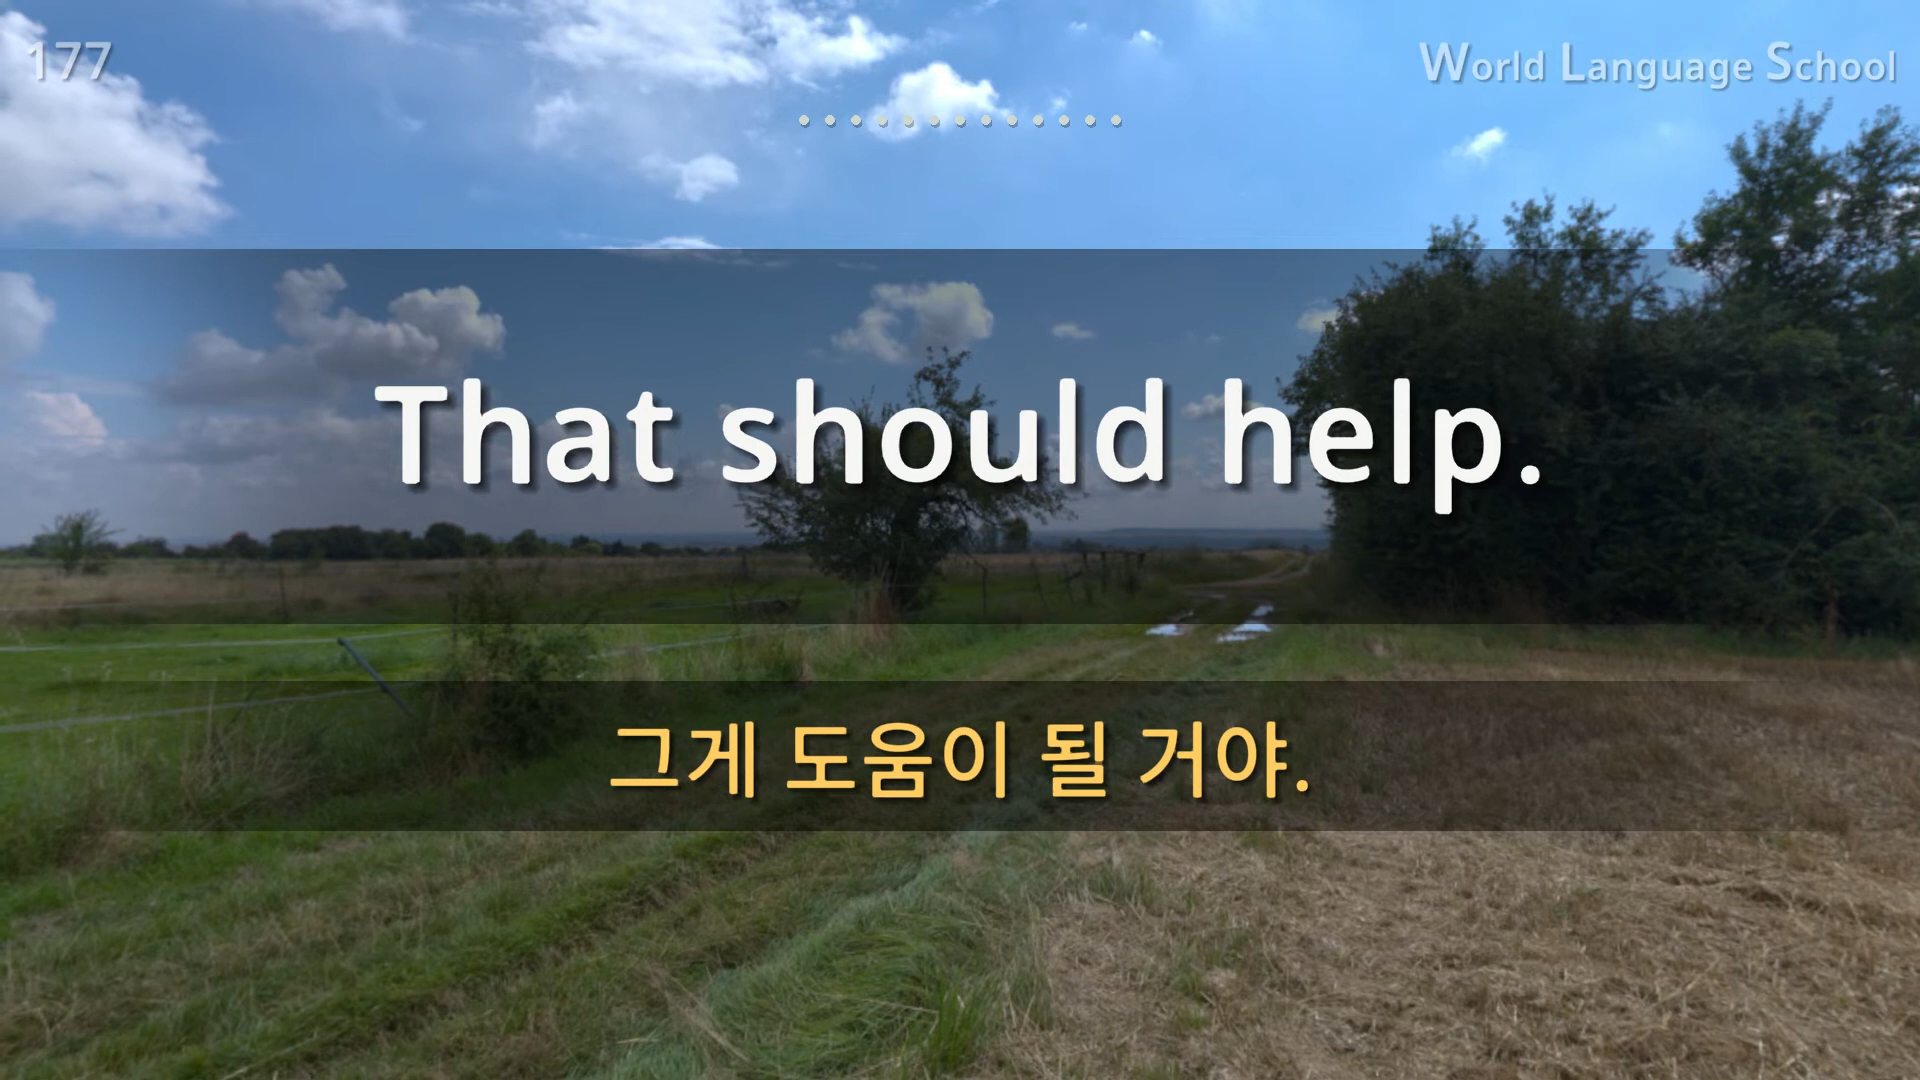 177
World Language School
That should help.
그게 도움이 될 거야.